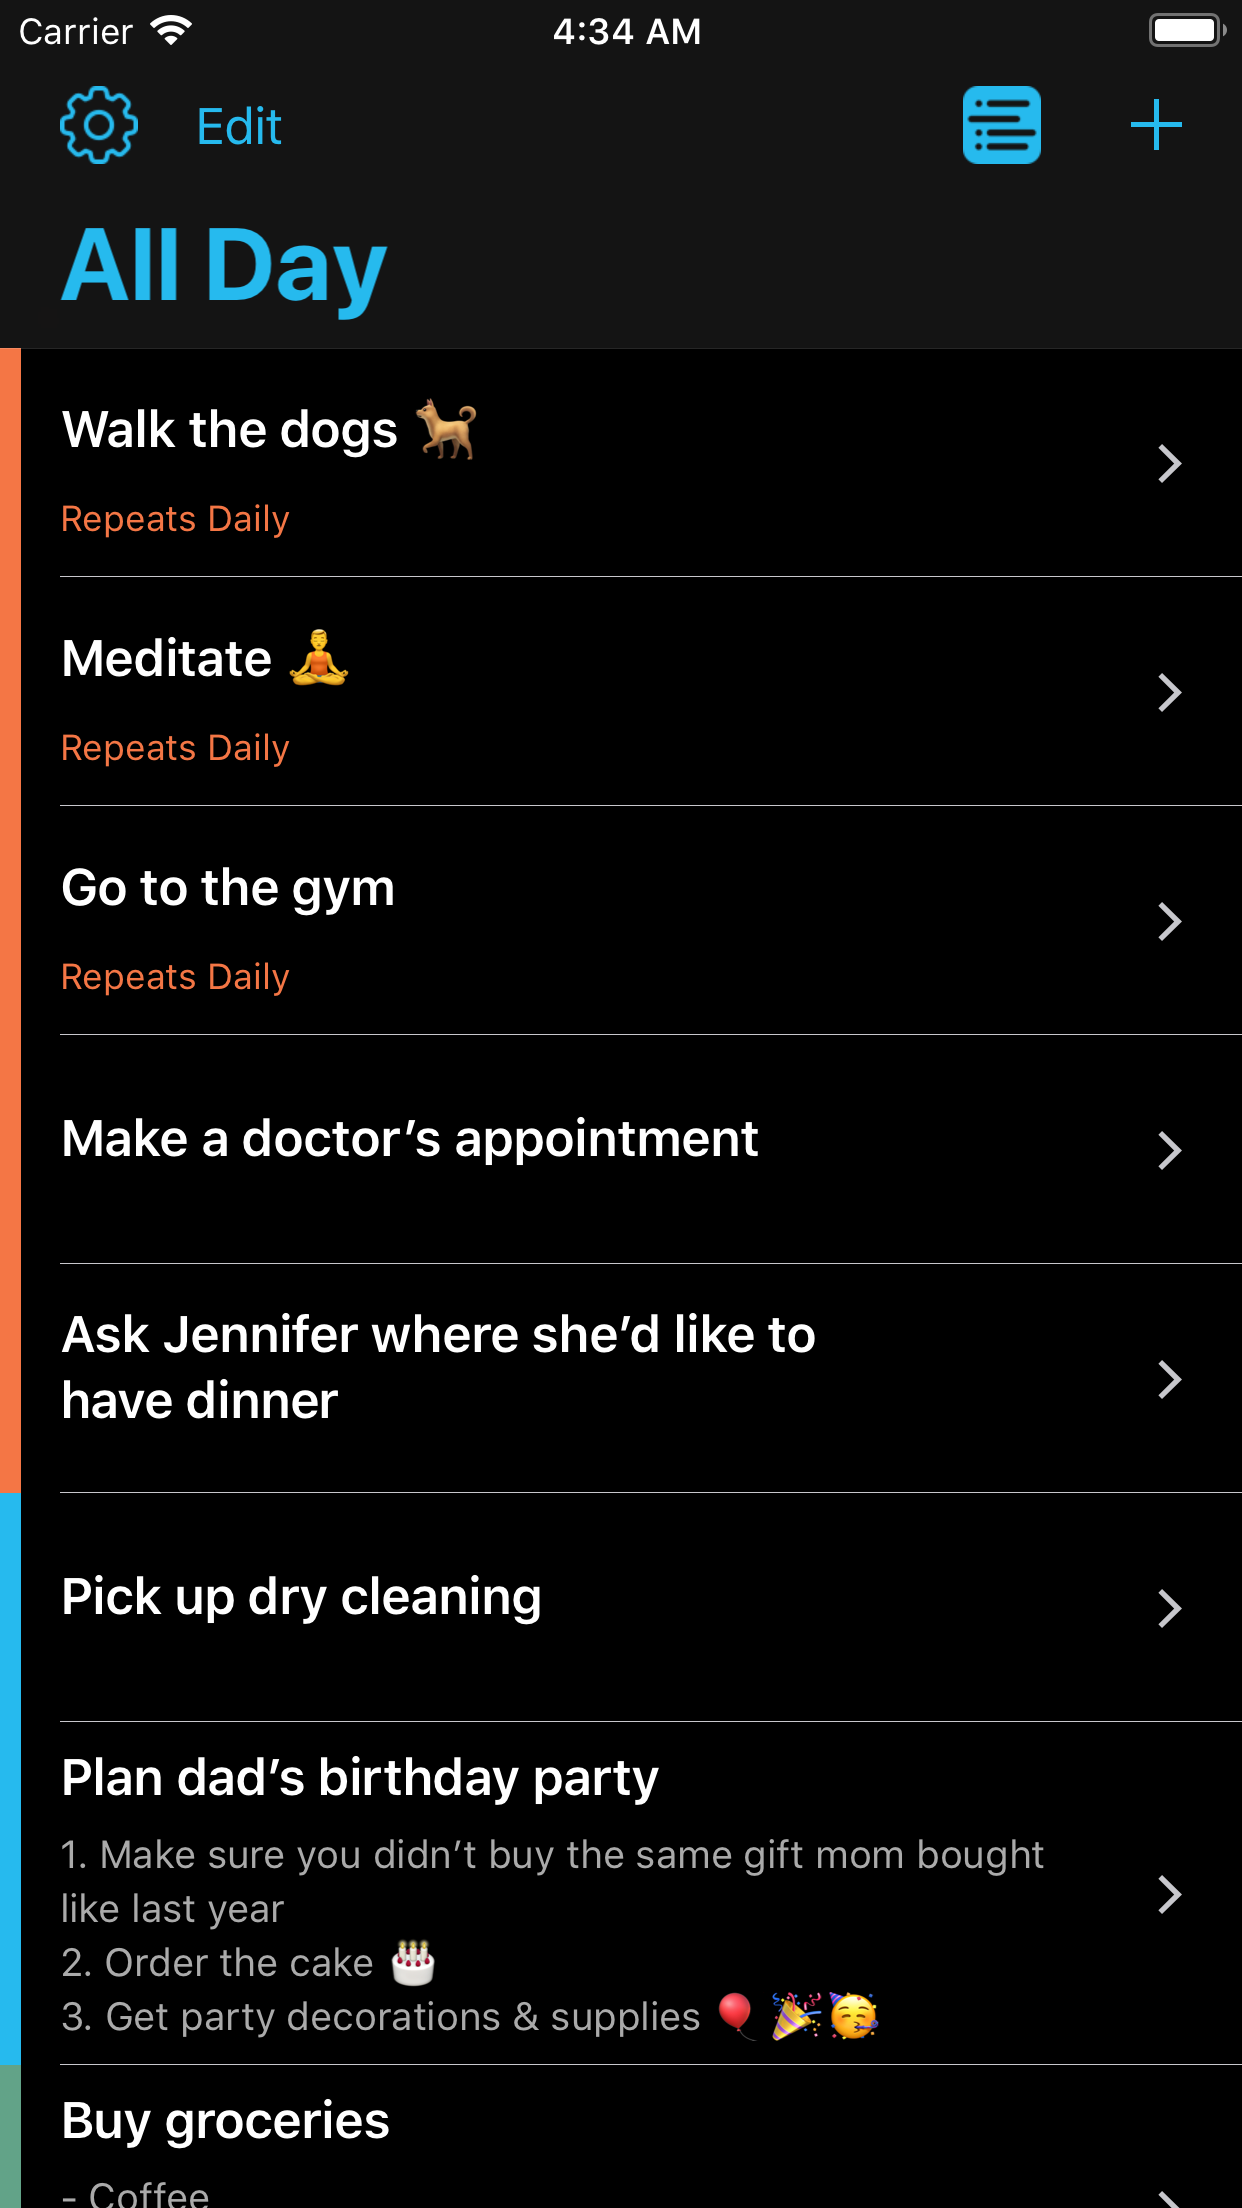 Carrier 4:34 AM
Edit
All Day
Walk the dogs 🐕
Repeats Daily
Meditate 🧘‍♂️
Repeats Daily
Go to the gym
Repeats Daily
Make a doctor’s appointment
Ask Jennifer where she’d like to
have dinner
Pick up dry cleaning
Plan dad’s birthday party
1. Make sure you didn’t buy the same gift mom bought
like last year
2. Order the cake 🎂
3. Get party decorations & supplies 🎈🎉🥳
Buy groceries
- Coffee